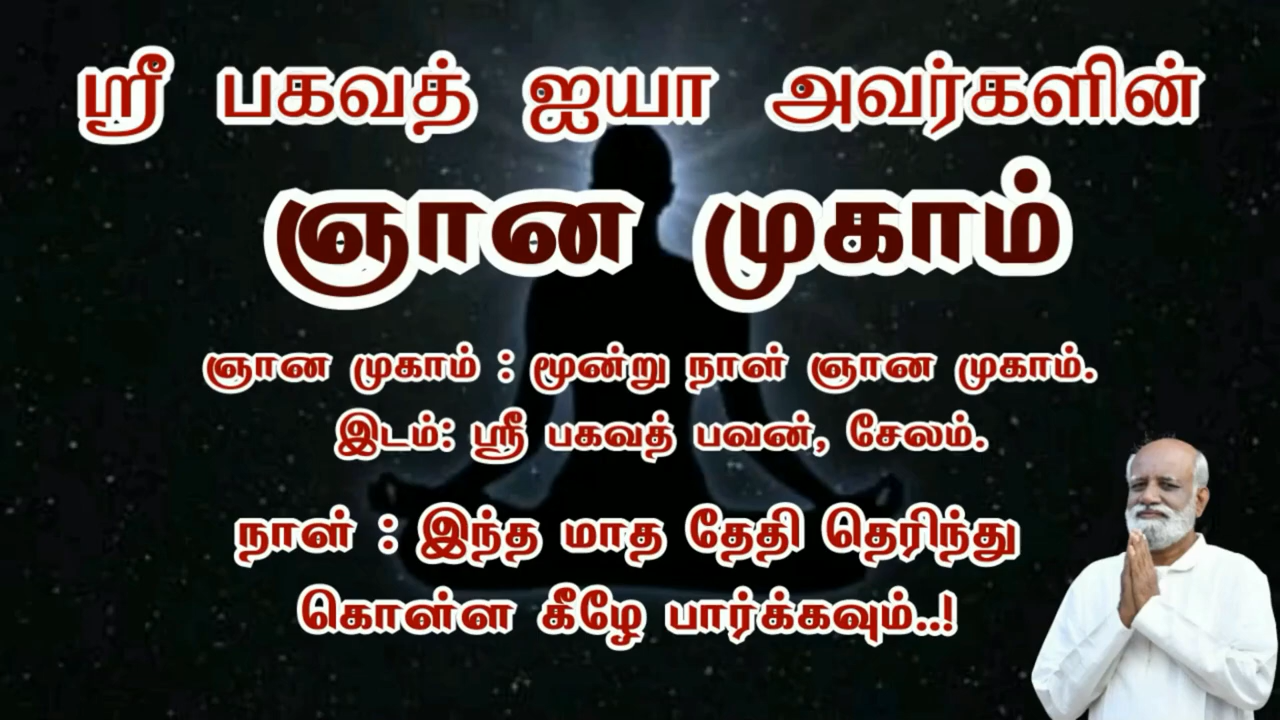 ஸ்ரீ பகவத் ஐயா அவர்களின்
ஞான முகாம்
ஞான முகாம் : மூன்று நாள் ஞான முகாம்.
இடம்: ஸ்ரீ பகவத் பவன், சேலம்.
நாள் : இந்த மாத தேதி தெரிந்து
கொள்ள கீழே பார்க்கவும்..!